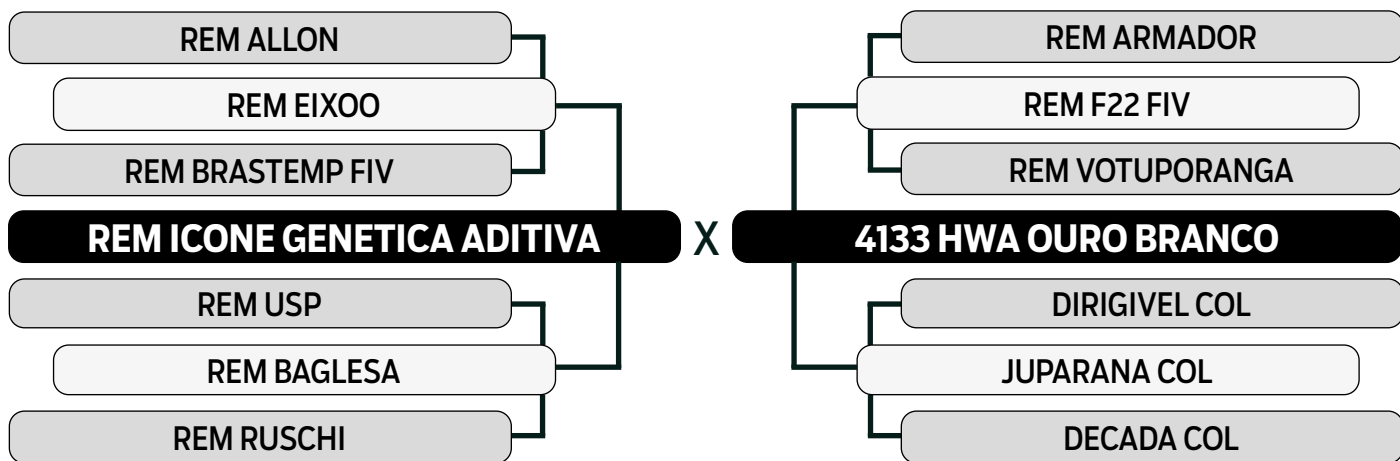 REM ALLON
REM EIXOO
REM BRASTEMP FIV
REM ICONE GENETICA ADITIVA
REM USP
REM BAGLESA
REM RUSCHI
X
REM ARMADOR
REM F22 FIV
REM VOTUPORANGA
4133 HWA OURO BRANCO
DIRIGIVEL COL
JUPARANA COL
DECADA COL